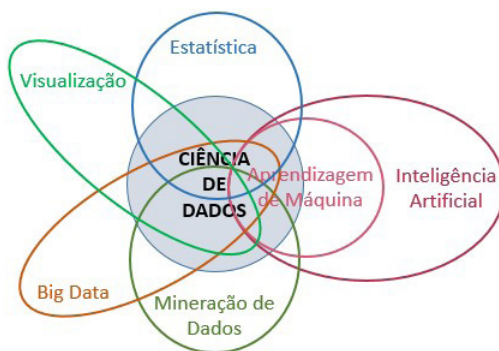 Estatística
Visualização
CIÊNCIA
DE
DADOS
Aprendizagem
de Máquina
Inteligência
Artificial
Big Data
Mineração de
Dados